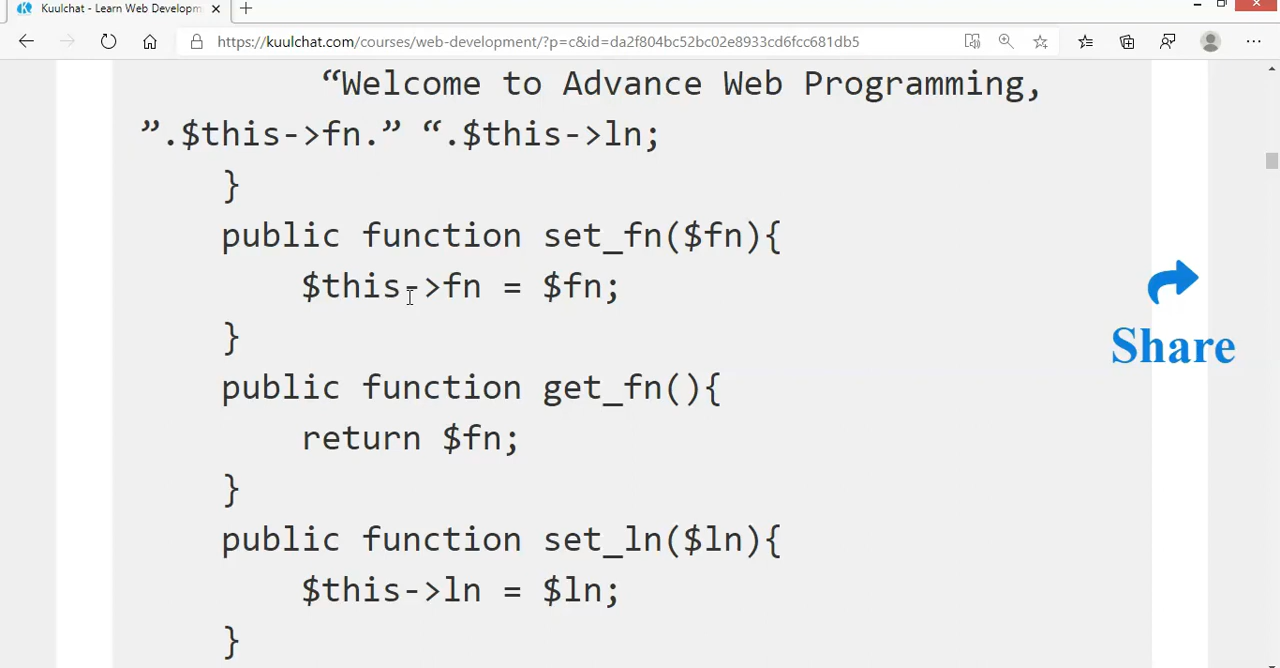 Kuulchat - Learn Web Developm
https://kuulchat.com/courses/web-development/?p=c&id=da2f804bc52bc02e8933cd6fcc681db5
“Welcome to Advance Web Programming,
”.$this->fn.” “.$this->ln;
}
public function set_fn($fn){
$this->fn = $fn;
}
public function get_fn(){
return $fn;
}
public function set_ln($ln){
$this->ln = $ln;
}
Share